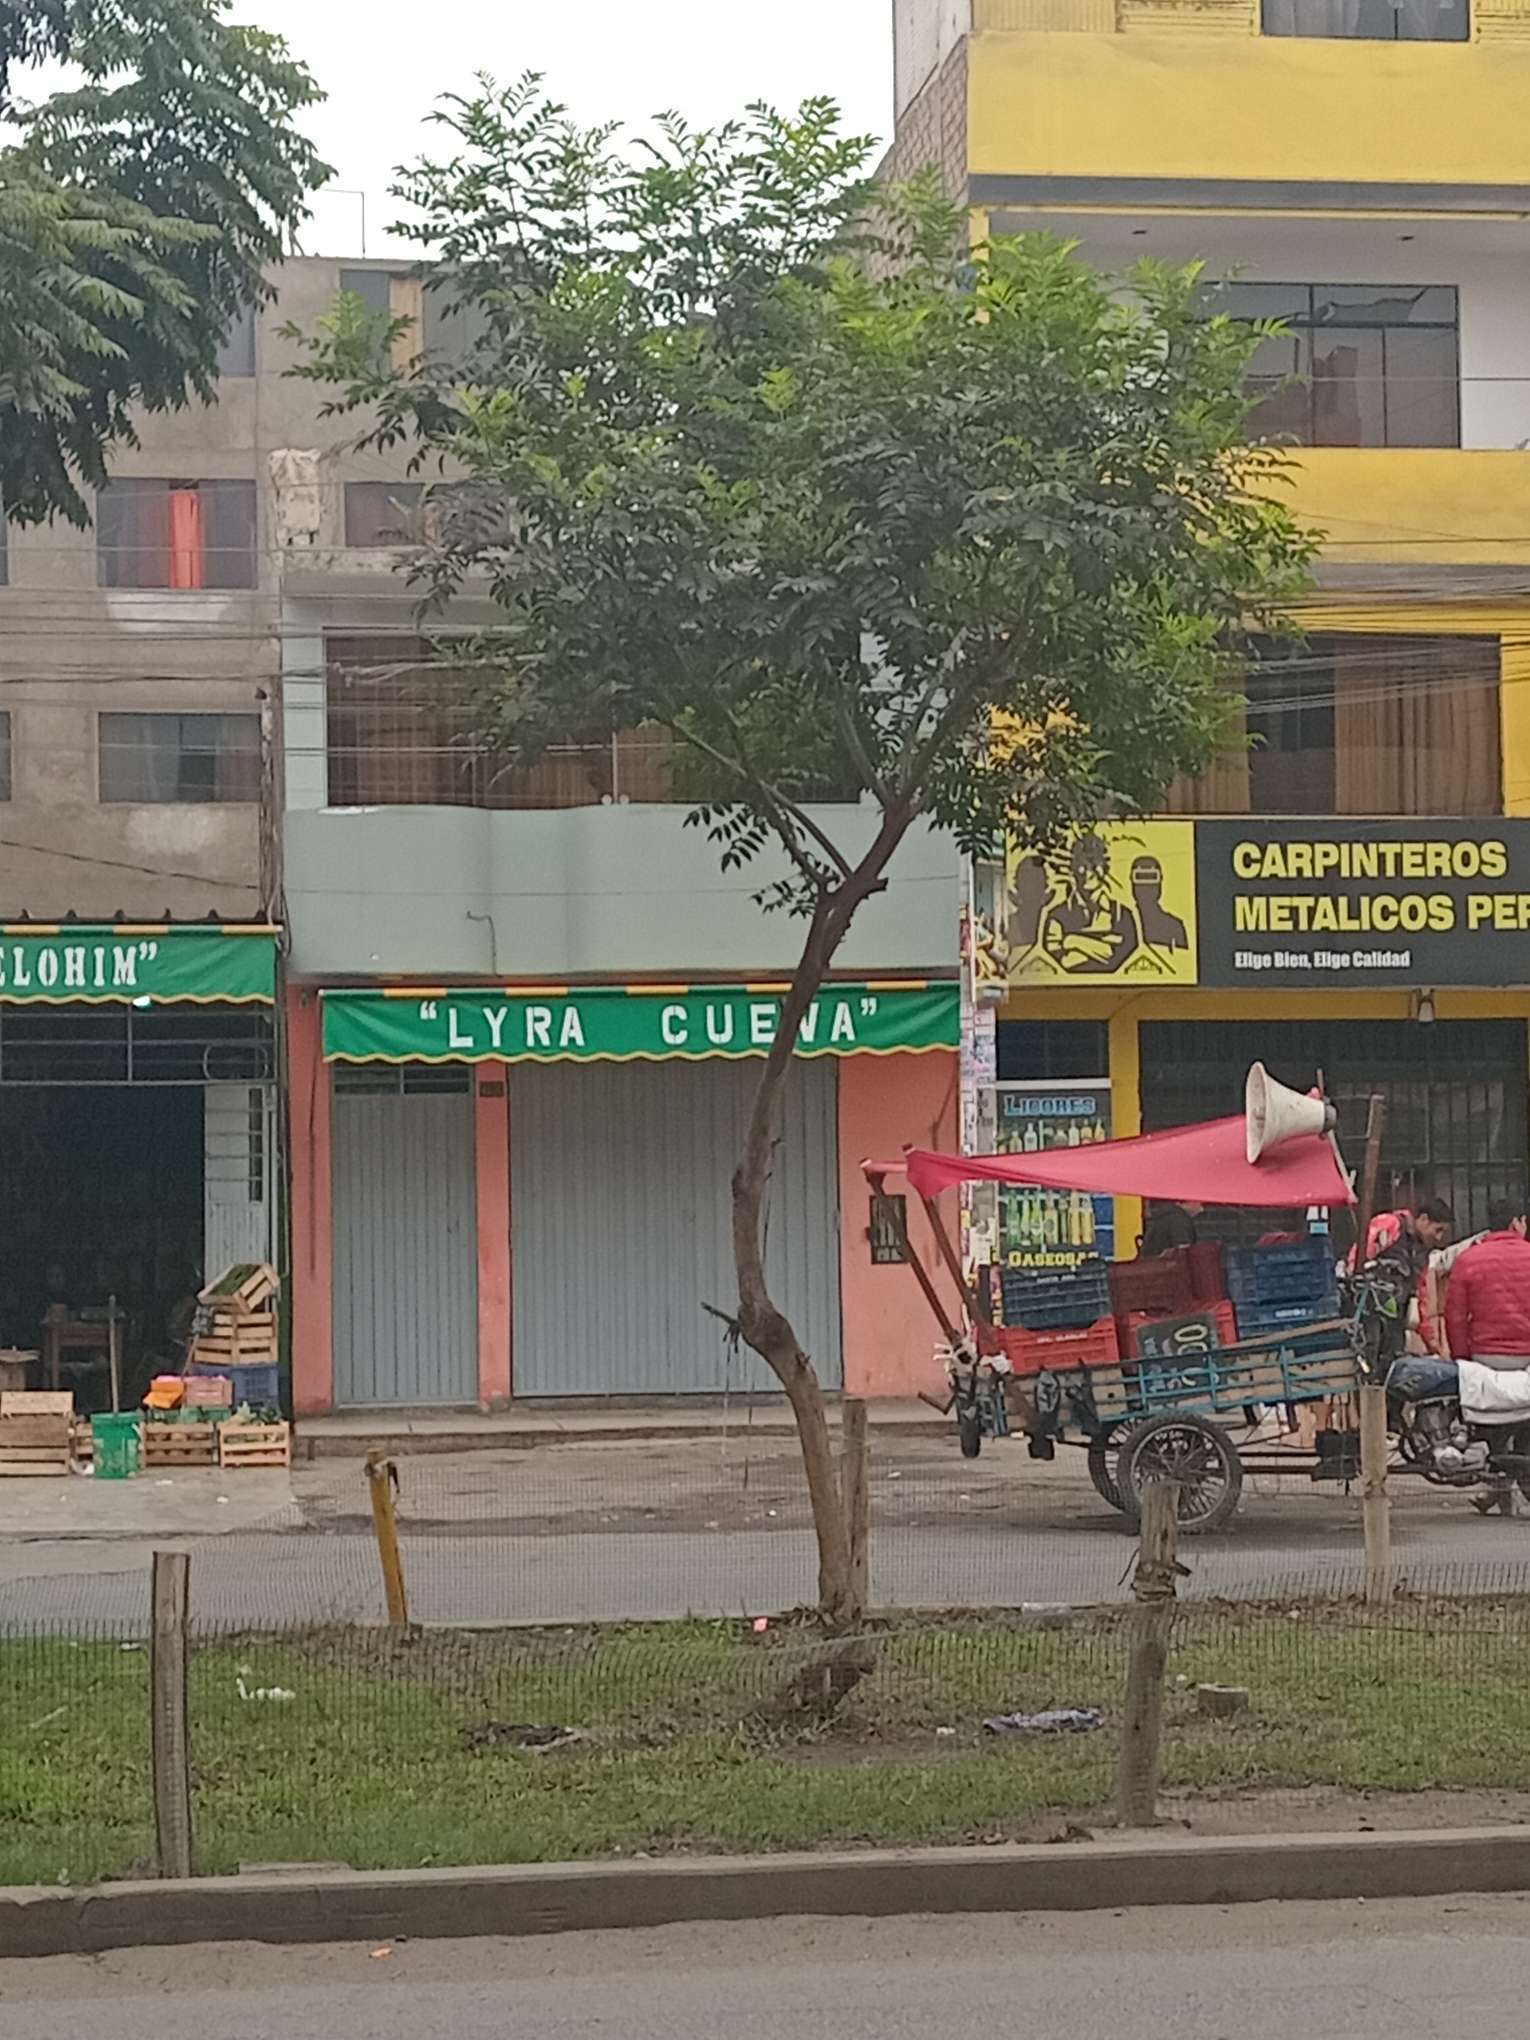 CARPINTEROS
METALICOS PER
Elige Bien, Elige Calidad
ELOHIM”
“LYRA CUEVA”
LICORES
GASEOSAS